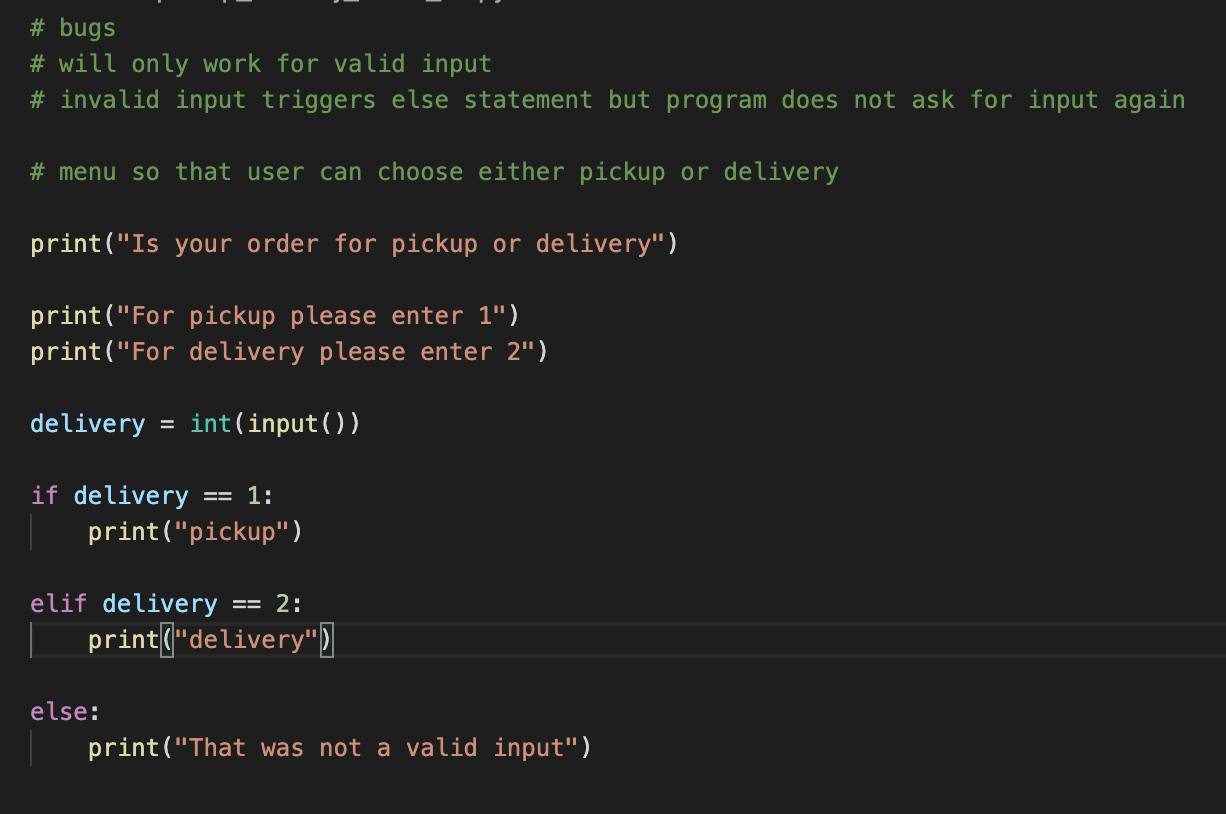 # bugs
# will only work for valid input
# invalid input triggers else statement but program does not ask for input again
# menu so that user can choose either pickup or delivery
print("Is your order for pickup or delivery")
print("For pickup please enter 1")
print("For delivery please enter 2")
delivery = int(input())
if delivery == 1:
    print("pickup")
elif delivery == 2:
    print("delivery")
else:
    print("That was not a valid input")